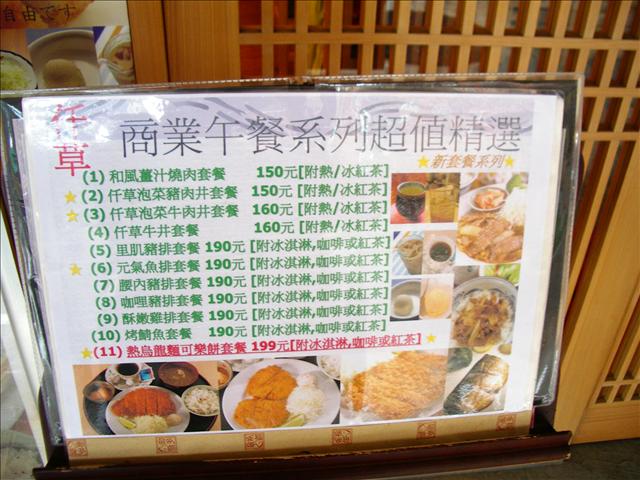 自由です
仟草
商業午餐系列超值精選
★新套餐系列★
(1) 和風薑汁燒肉套餐 150元[附熱/冰紅茶]
☆(2) 仟草泡菜豬肉丼套餐 150元[附熱/冰紅茶]
☆(3) 仟草泡菜牛肉丼套餐 160元[附熱/冰紅茶]
(4) 仟草牛丼套餐 160元[附熱/冰紅茶]
(5) 里肌豬排套餐 190元[附冰淇淋,咖啡或紅茶]
★(6) 元氣魚排套餐 190元[附冰淇淋,咖啡或紅茶]
(7) 腰內豬排套餐 190元[附冰淇淋,咖啡或紅茶]
(8) 咖哩豬排套餐 190元[附冰淇淋,咖啡或紅茶]
(9) 酥嫩雞排套餐 190元[附冰淇淋,咖啡或紅茶]
(10) 烤鯖魚套餐 190元[附冰淇淋,咖啡或紅茶]
★(11) 熱烏龍麵可樂餅套餐 199元[附冰淇淋,咖啡或紅茶]★